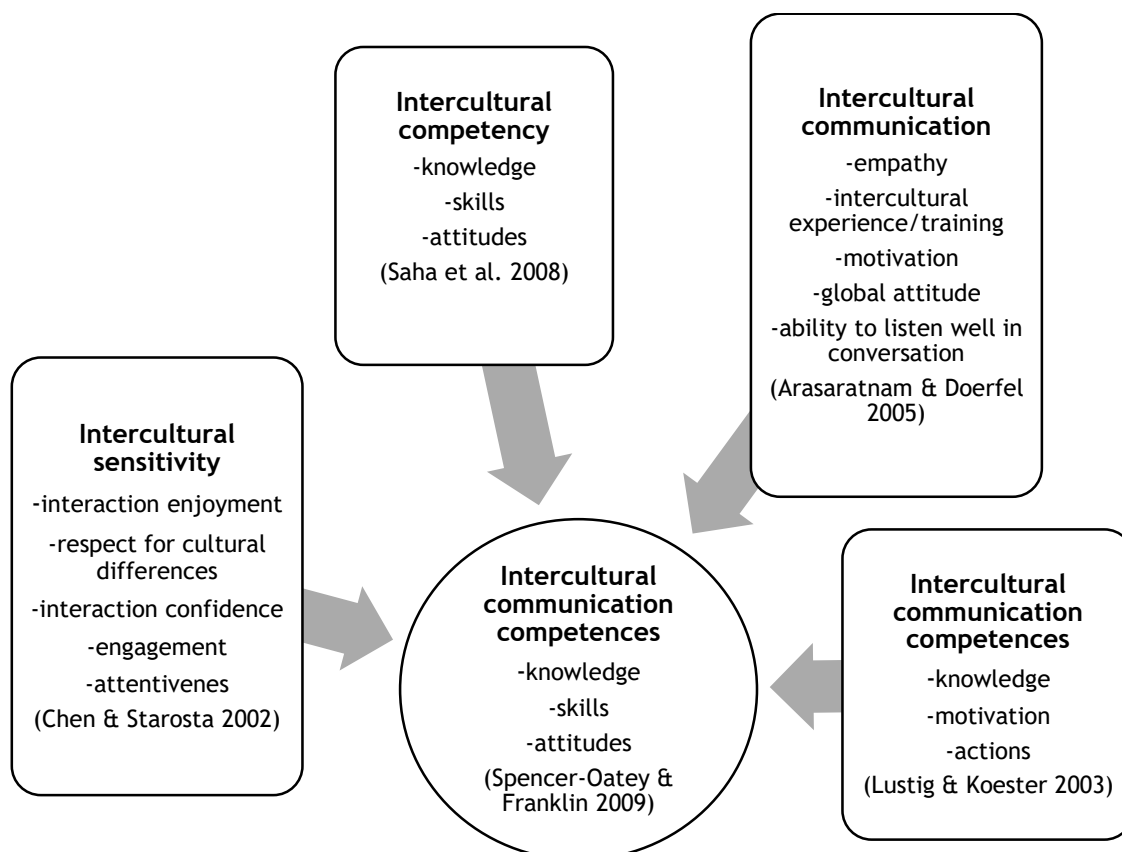 Intercultural
competency
-knowledge
-skills
-attitudes
(Saha et al. 2008)
Intercultural
communication
-empathy
-intercultural
experience/training
-motivation
-global attitude
-ability to listen well in
conversation
(Arasaratnam & Doerfel
2005)
Intercultural
sensitivity
-interaction enjoyment
-respect for cultural
differences
-interaction confidence
-engagement
-attentivenes
(Chen & Starosta 2002)
Intercultural
communication
competences
-knowledge
-skills
-attitudes
(Spencer-Oatey &
Franklin 2009)
Intercultural
communication
competences
-knowledge
-motivation
-actions
(Lustig & Koester 2003)